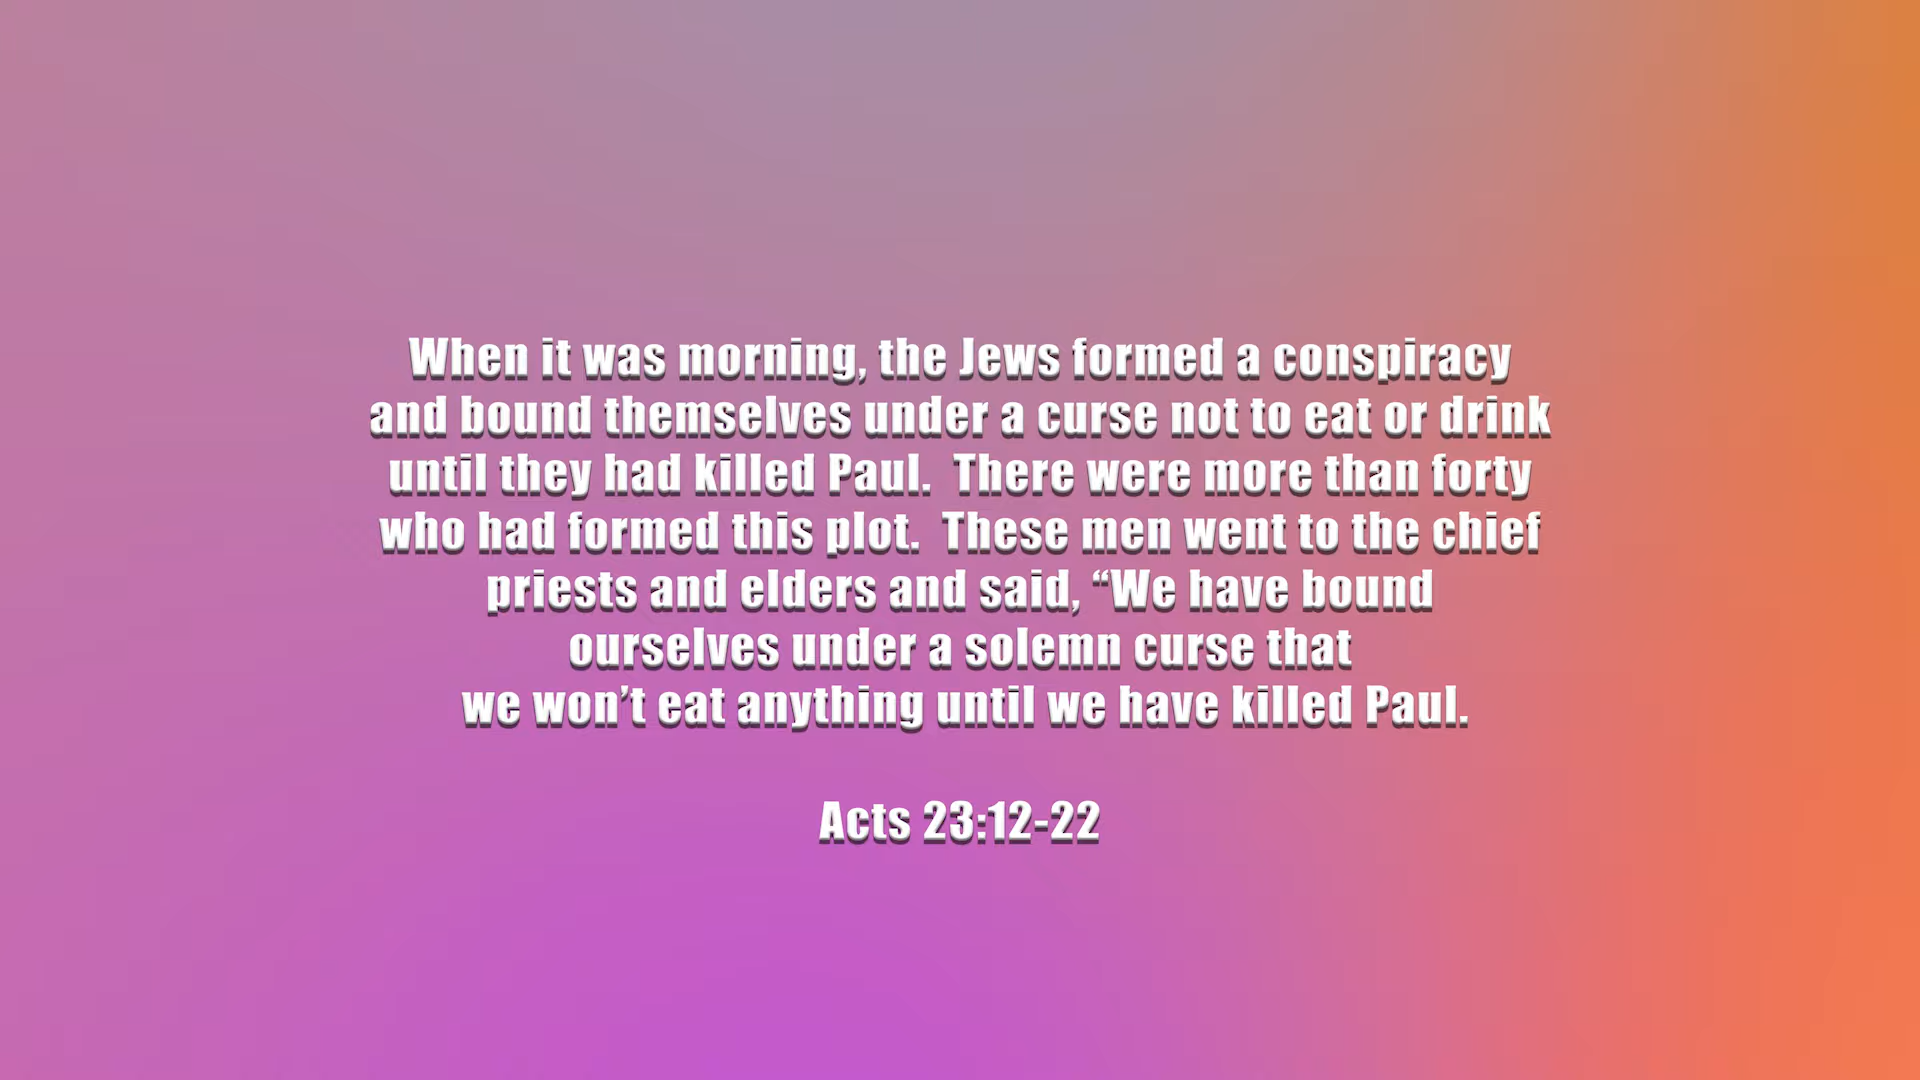 When it was morning, the Jews formed a conspiracy
and bound themselves under a curse not to eat or drink
until they had killed Paul.  There were more than forty
who had formed this plot.  These men went to the chief
priests and elders and said, “We have bound
ourselves under a solemn curse that
we won’t eat anything until we have killed Paul.
Acts 23:12-22